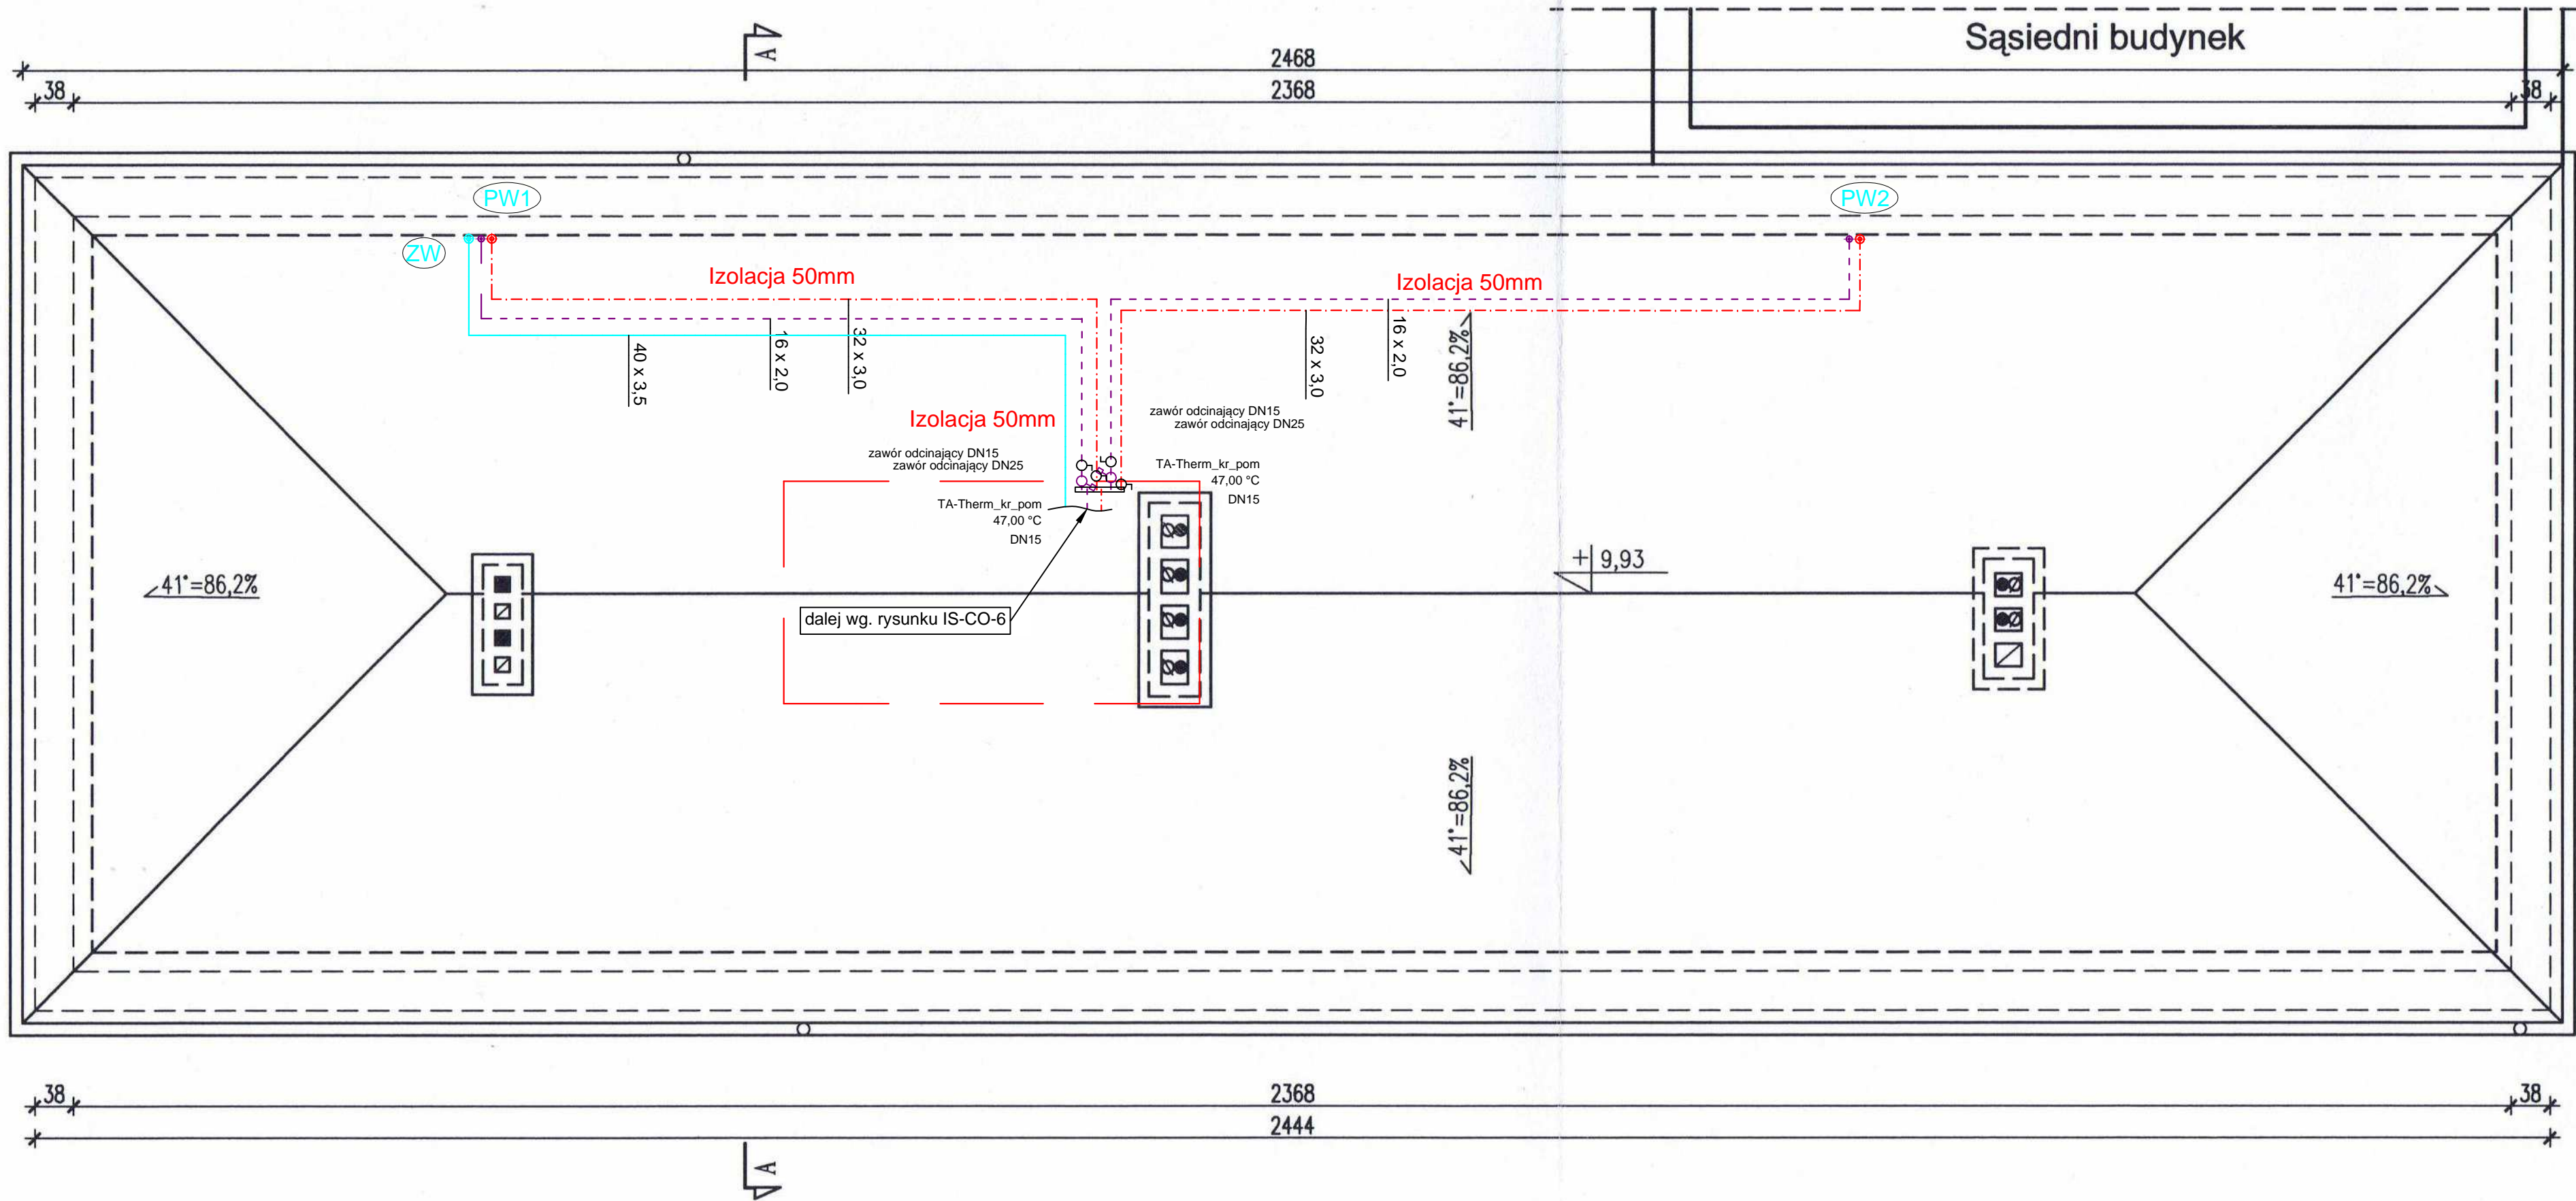 Sąsiedni budynek
A
2468
38
2368
38
PW1
PW2
ZW
Izolacja 50mm
Izolacja 50mm
40 x 3,5
16 x 2,0
32 x 3,0
32 x 3,0
16 x 2,0
41°=86,2%
Izolacja 50mm
zawór odcinający DN15
zawór odcinający DN25
zawór odcinający DN15
zawór odcinający DN25
TA-Therm_kr_pom
47,00 °C
DN15
TA-Therm_kr_pom
47,00 °C
DN15
+ 9,93
41°=86,2%
41°=86,2%
dalej wg. rysunku IS-CO-6
41°=86,2%
38
2368
38
2444
A